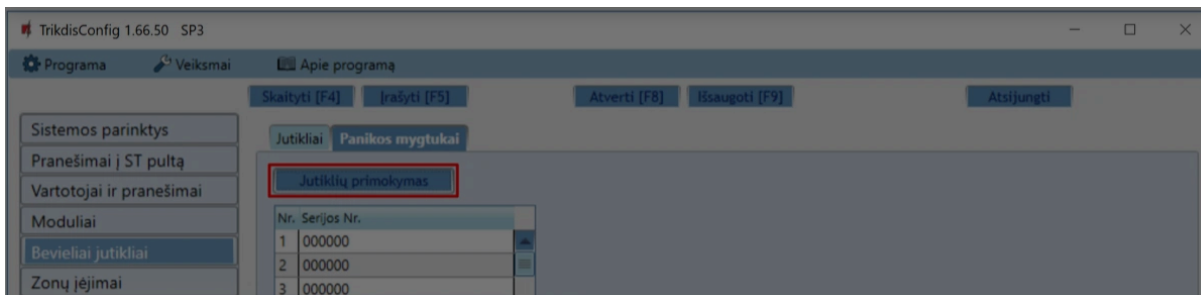 TrikdisConfig 1.66.50 SP3
Programa Veiksmai Apie programą
Skaityti [F4] Įrašyti [F5] Atverti [F8] Išsaugoti [F9] Atsijungti
Sistemos parinktys
Pranešimai į ST pultą
Vartotojai ir pranešimai
Moduliai
Bevieliai jutikliai
Zonų įėjimai
Jutikliai Panikos mygtukai
Jutiklių primokymas
Nr. Serijos Nr.
1 000000
2 000000
3 000000